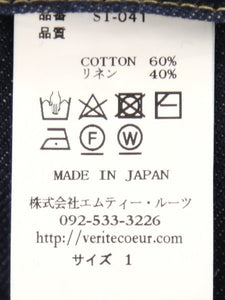 品番 ST-041
品質
COTTON 60%
リネン 40%
F W
MADE IN JAPAN
株式会社エムティー・ルーツ
092-533-3226
http://veritecoeur.com/
サイズ 1